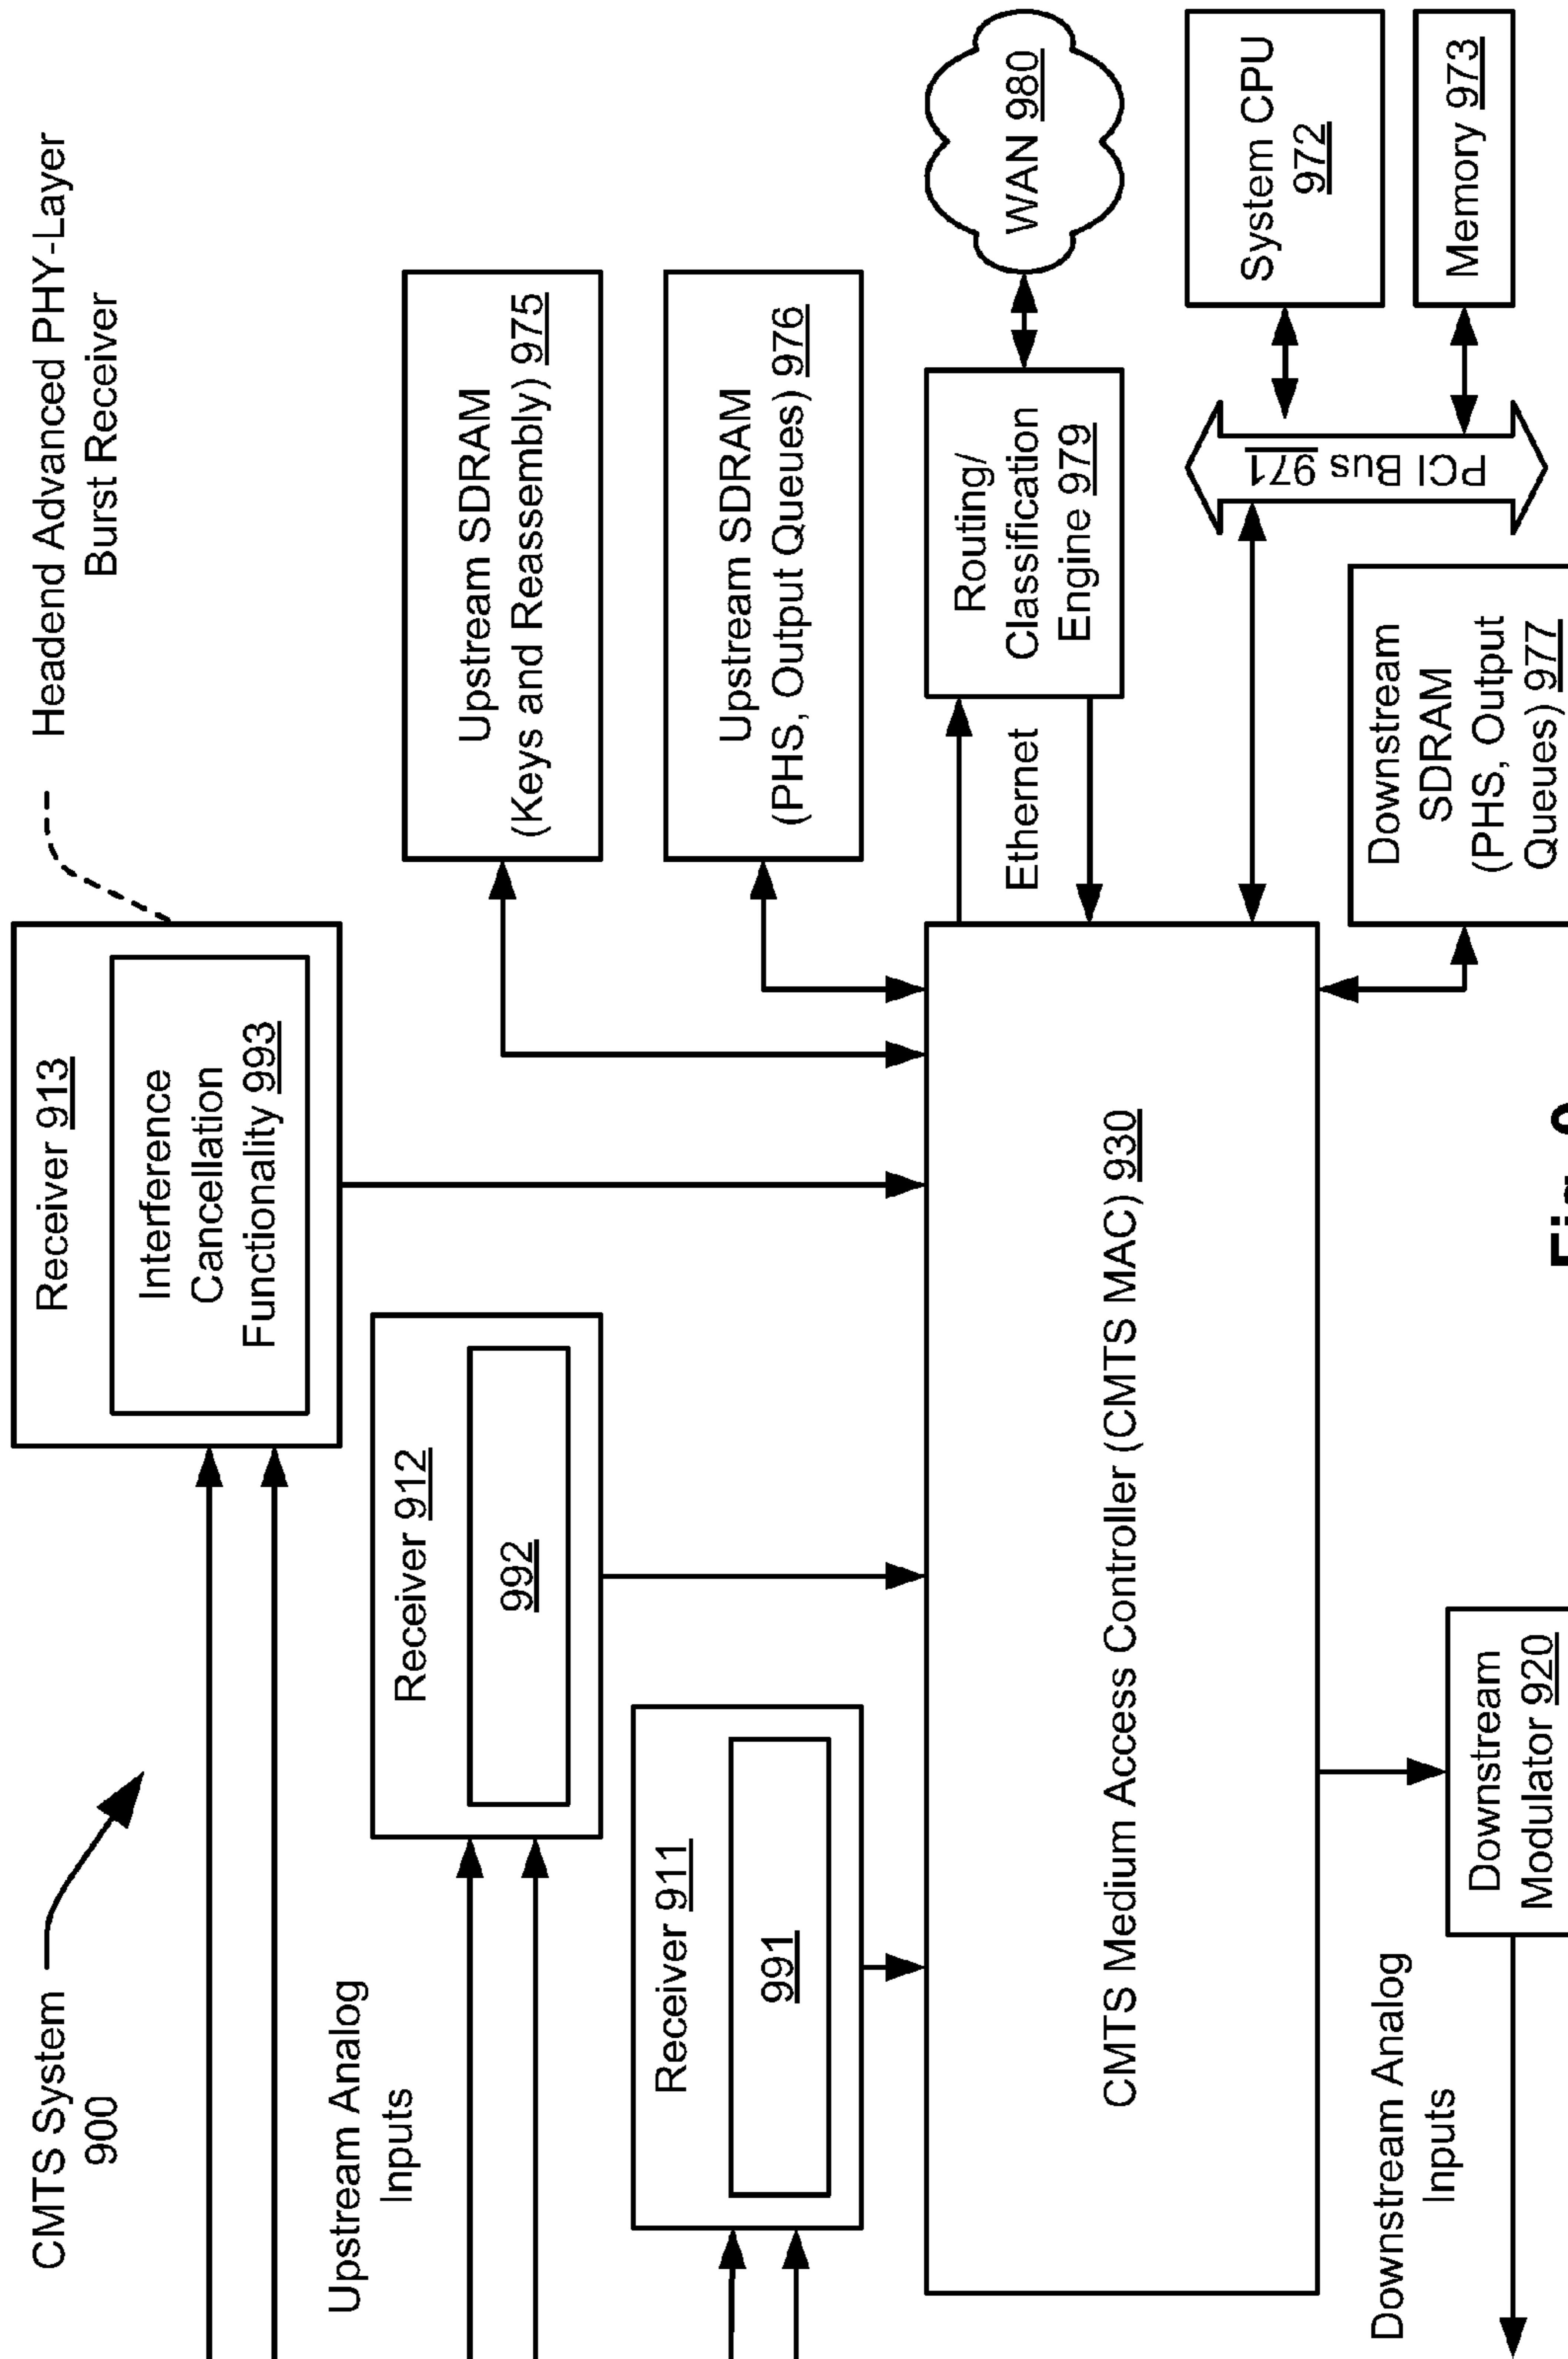 CMTS System
900
Headend Advanced PHY-Layer
Burst Receiver
Upstream Analog
Inputs
Receiver 913
Interference
Cancellation
Functionality 993
Receiver 912
992
Receiver 911
991
Upstream SDRAM
(Keys and Reassembly) 975
Upstream SDRAM
(PHS, Output Queues) 976
CMTS Medium Access Controller (CMTS MAC) 930
Ethernet
Routing/
Classification
Engine 979
WAN 980
PCI Bus 971
System CPU
972
Memory 973
Downstream
SDRAM
(PHS, Output
Queues) 977
Downstream Analog
Inputs
Downstream
Modulator 920
Fig.